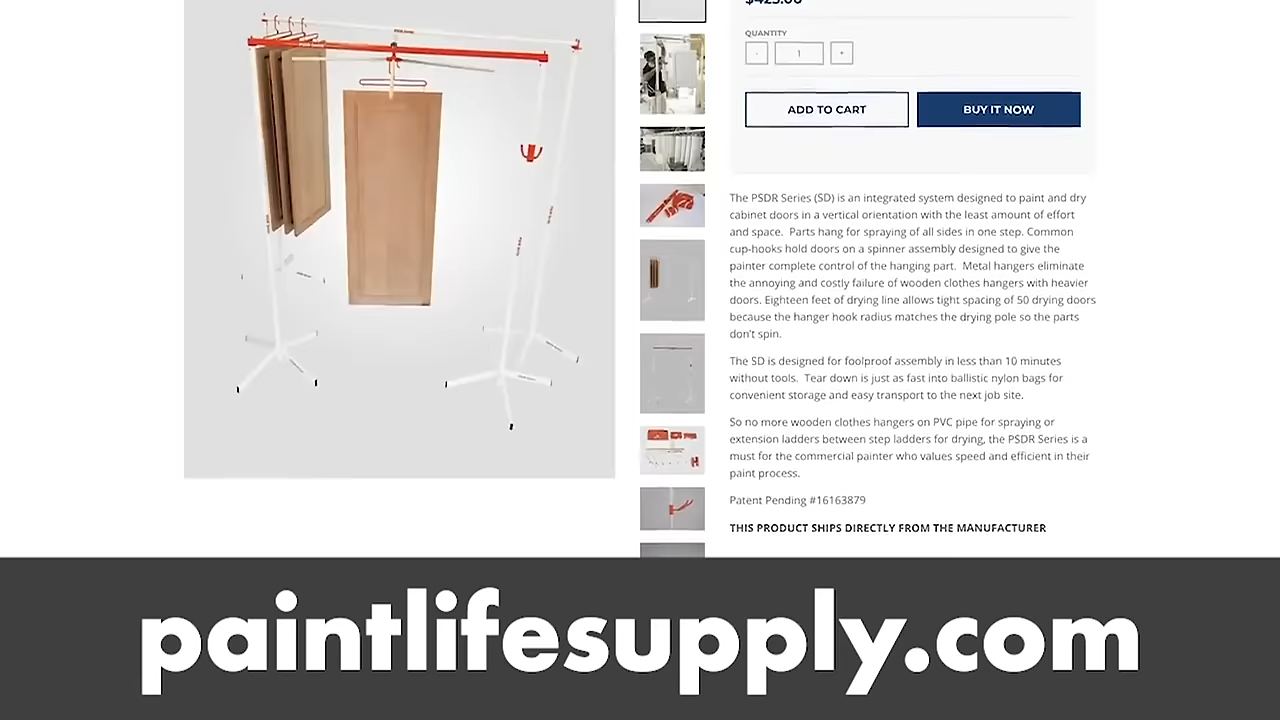 $425.00
QUANTITY
- 1 +
ADD TO CART BUY IT NOW
The PSDR Series (SD) is an integrated system designed to paint and dry
cabinet doors in a vertical orientation with the least amount of effort
and space. Parts hang for spraying of all sides in one step. Common
cup-hooks hold doors on a spinner assembly designed to give the
painter complete control of the hanging part. Metal hangers eliminate
the annoying and costly failure of wooden clothes hangers with heavier
doors. Eighteen feet of drying line allows tight spacing of 50 drying doors
because the hanger hook radius matches the drying pole so the parts
don't spin.
The SD is designed for foolproof assembly in less than 10 minutes
without tools. Tear down is just as fast into ballistic nylon bags for
convenient storage and easy transport to the next job site.
So no more wooden clothes hangers on PVC pipe for spraying or
extension ladders between step ladders for drying, the PSDR Series is a
must for the commercial painter who values speed and efficient in their
paint process.
Patent Pending #16163879
THIS PRODUCT SHIPS DIRECTLY FROM THE MANUFACTURER
paintlifesupply.com